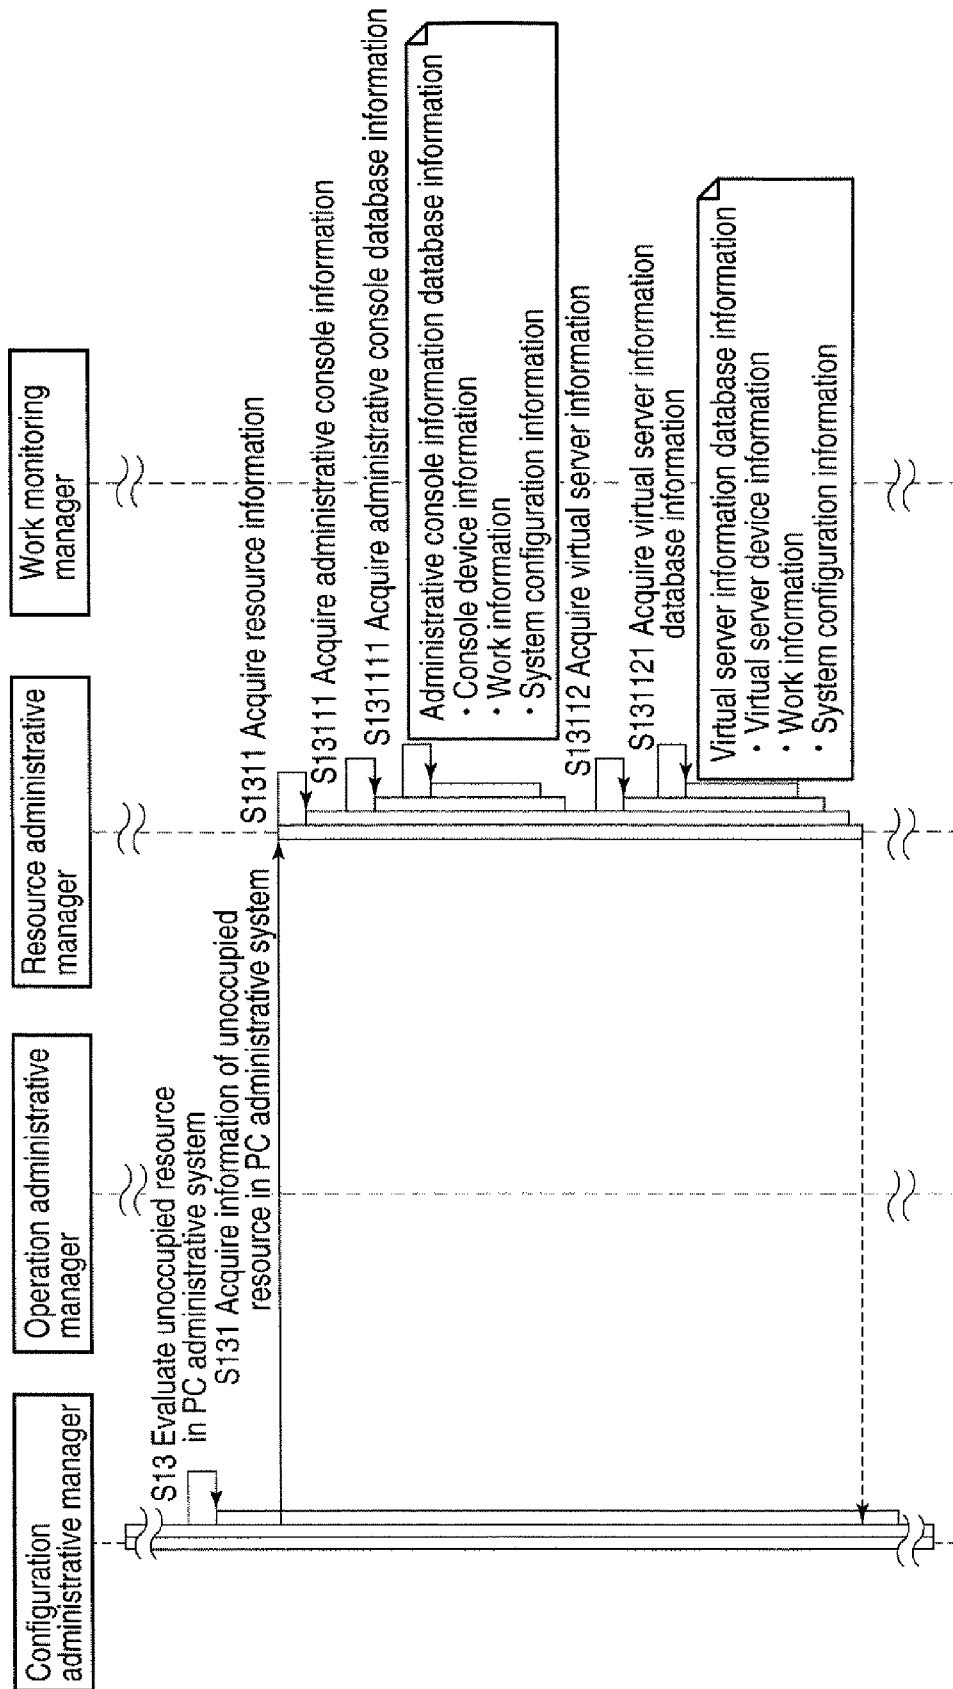 Configuration
administrative manager
Operation administrative
manager
Resource administrative
manager
Work monitoring
manager
S13 Evaluate unoccupied resource
in PC administrative system
S131 Acquire information of unoccupied
resource in PC administrative system
S1311 Acquire resource information
S13111 Acquire administrative console information
S131111 Acquire administrative console database information
Administrative console information database information
· Console device information
· Work information
· System configuration information
S13112 Acquire virtual server information
S131121 Acquire virtual server information
database information
Virtual server information database information
· Virtual server device information
· Work information
· System configuration information